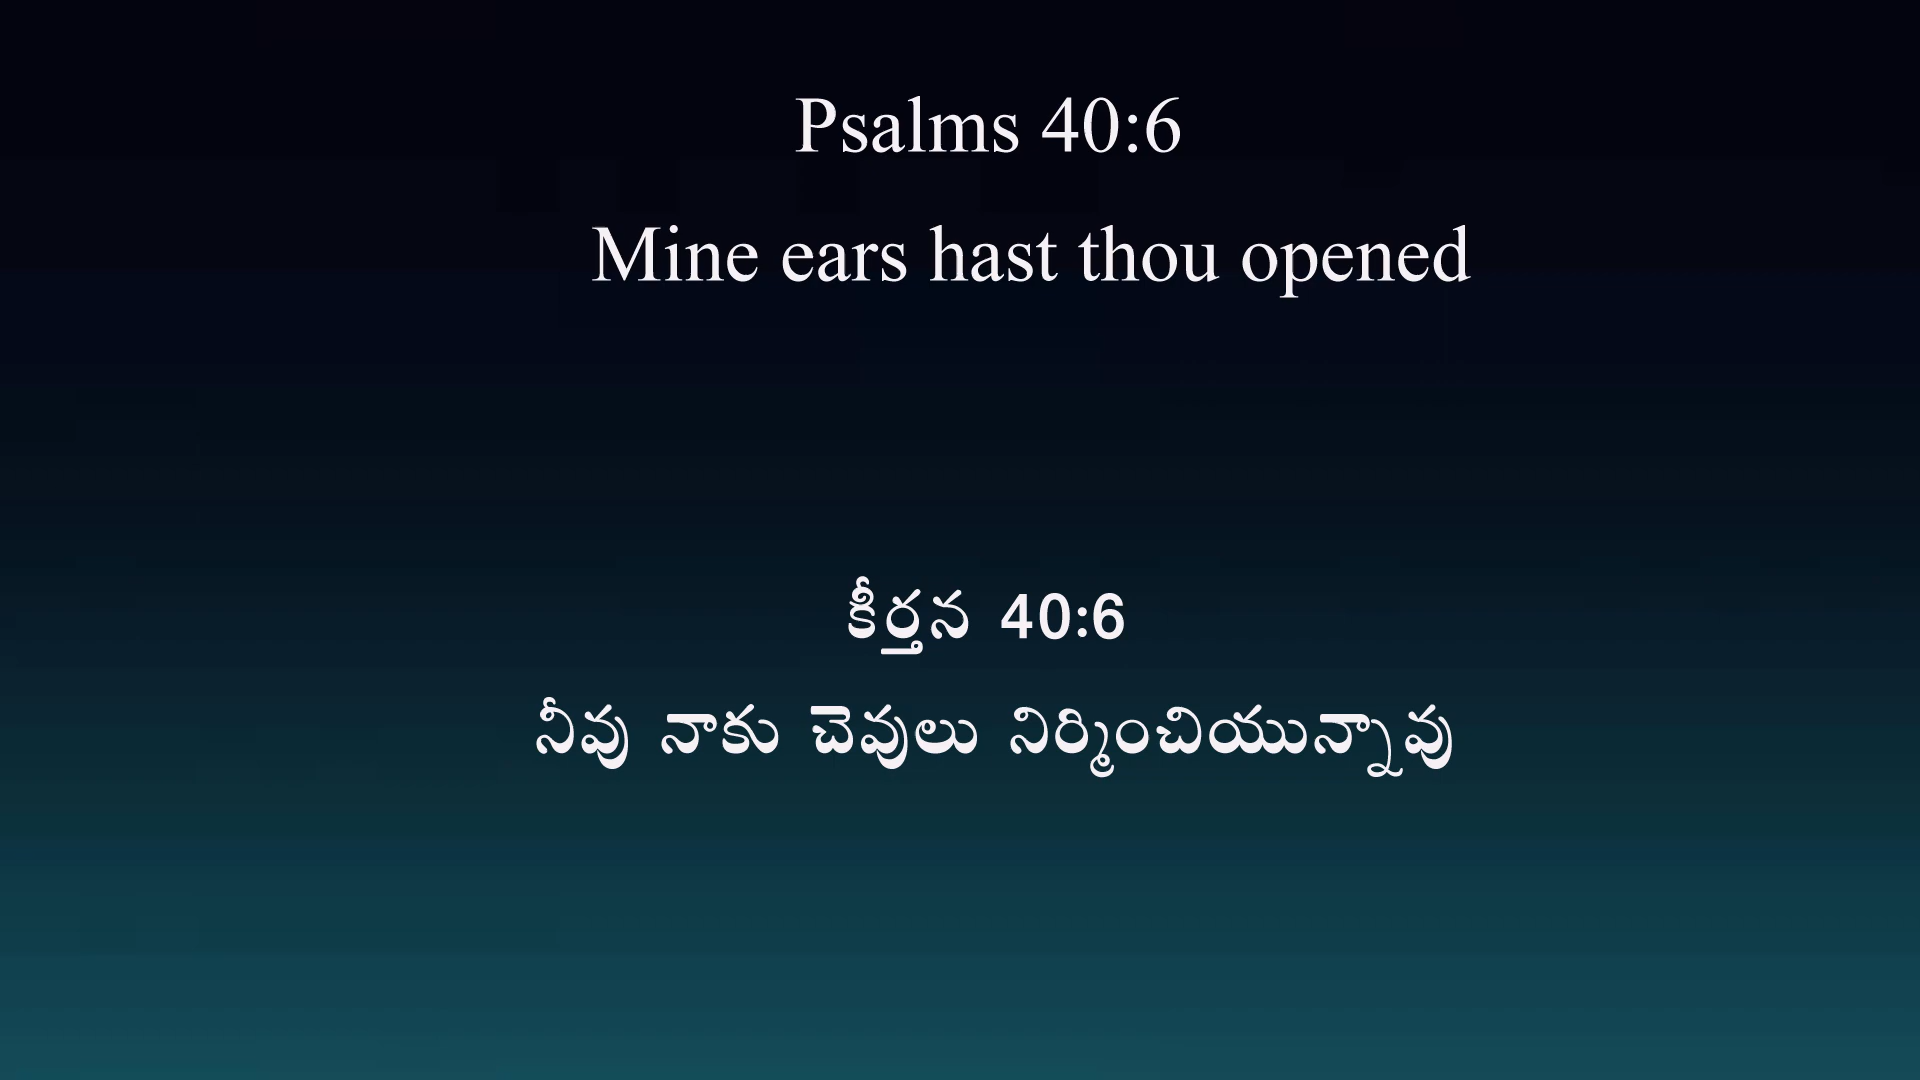 Psalms 40:6
Mine ears hast thou opened
కీర్తన 40:6
నీవు నాకు చెవులు నిర్మించియున్నావు